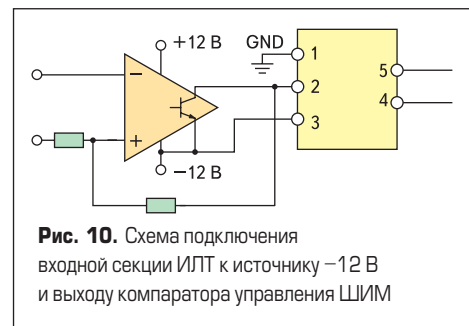 +12 В
GND
1
2
3
5
4
−
+
−12 В
Рис. 10. Схема подключения
входной секции ИЛТ к источнику −12 В
и выходу компаратора управления ШИМ